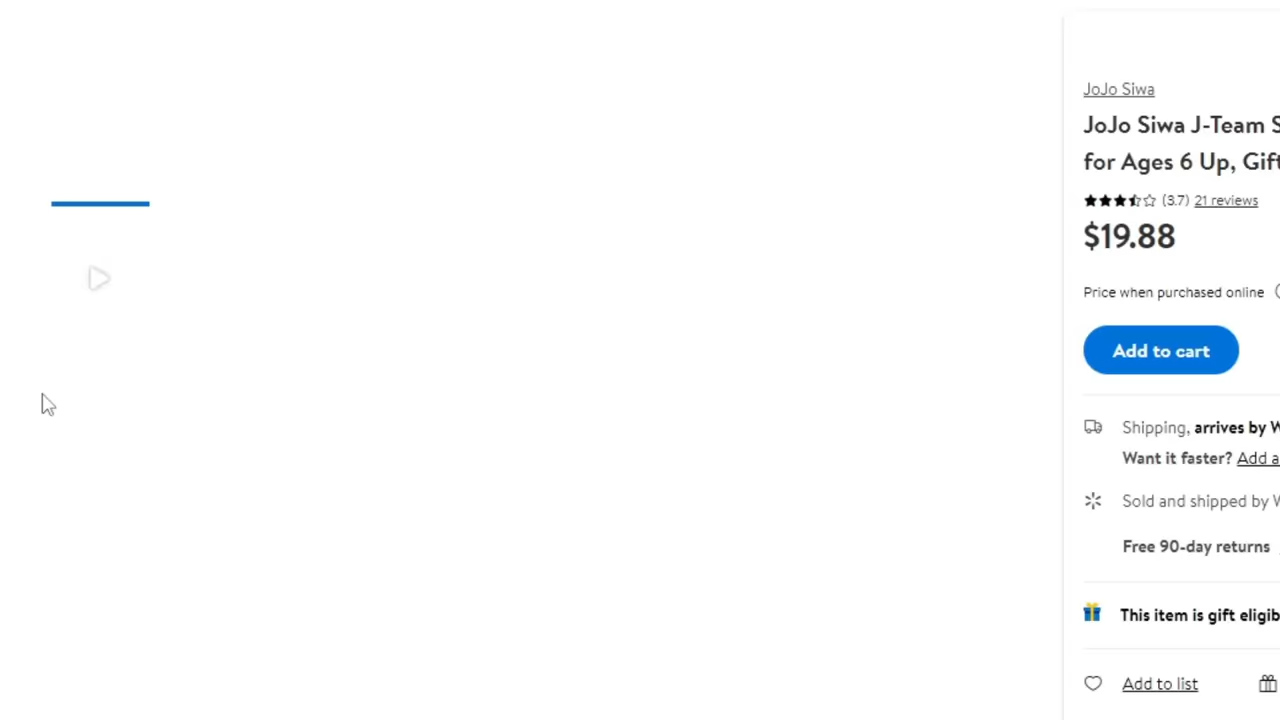 JoJo Siwa
JoJo Siwa J-Team
for Ages 6 Up,
(3.7) 21 reviews
$19.88
Price when purchased online
Add to cart
Shipping, arrives by
Want it faster? Add
Sold and shipped by
Free 90-day returns
This item is gift
Add to list